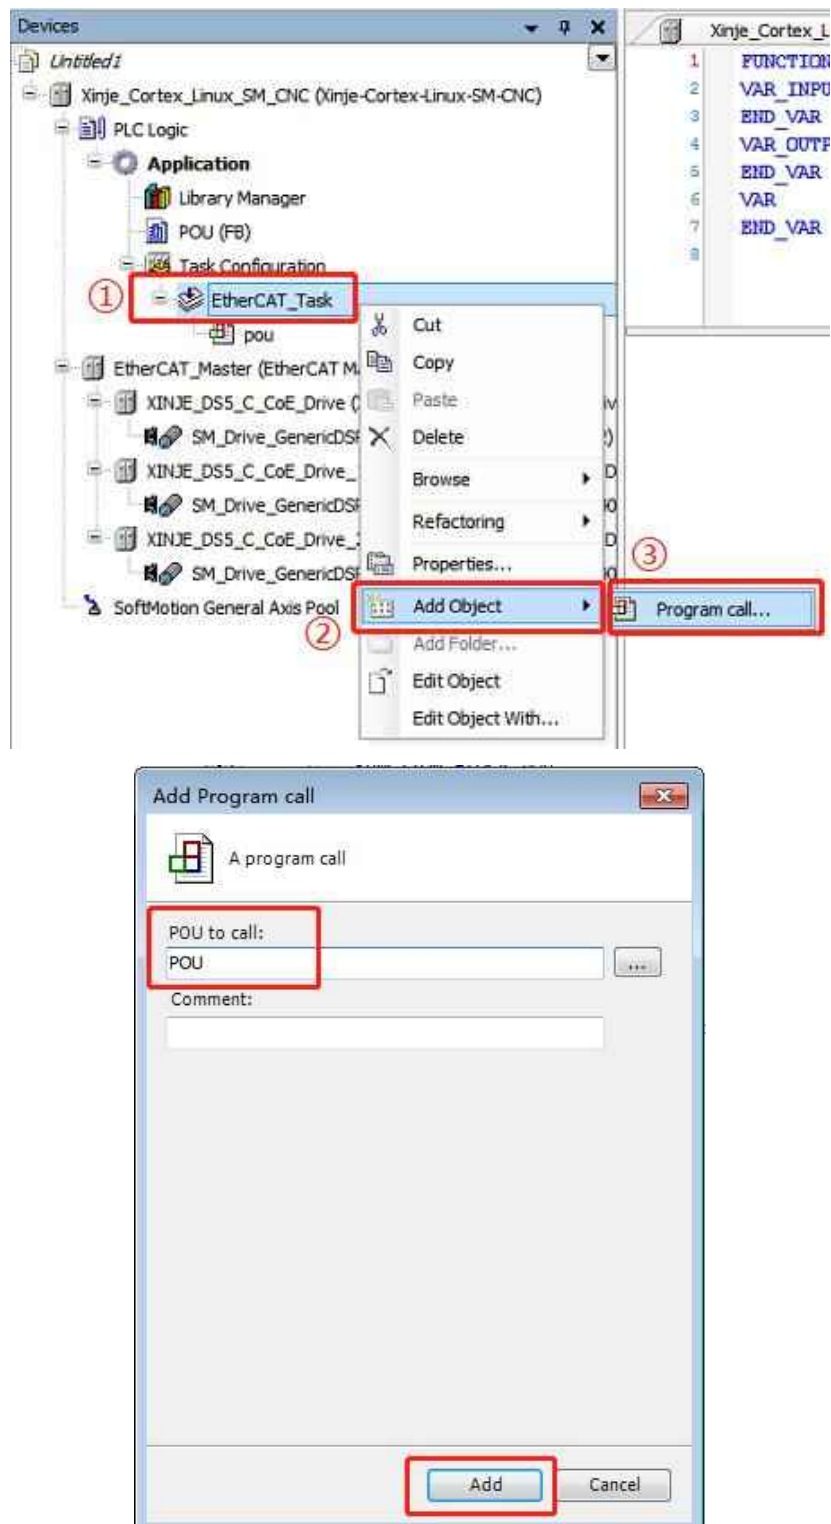 Devices
Untitled1
Xinje_Cortex_Linux_SM_CNC (Xinje-Cortex-Linux-SM-CNC)
PLC Logic
Application
Library Manager
POU (FB)
Task Configuration
① EtherCAT_Task
pou
EtherCAT_Master (EtherCAT M
XINJE_DS5_C_CoE_Drive (
SM_Drive_GenericDS
XINJE_DS5_C_CoE_Drive_
SM_Drive_GenericDS
XINJE_DS5_C_CoE_Drive_
SM_Drive_GenericDS
SoftMotion General Axis Pool
Cut
Copy
Paste
Delete
Browse
Refactoring
Properties...
② Add Object
Add Folder...
Edit Object
Edit Object With...
③
Program call...
Xinje_Cortex_L
1 FUNCTION
2 VAR_INPU
3 END_VAR
4 VAR_OUTP
5 END_VAR
6 VAR
7 END_VAR
8
Add Program call
A program call
POU to call:
POU
...
Comment:
Add
Cancel